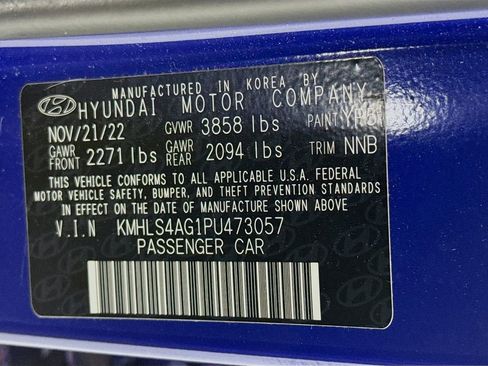 MANUFACTURED IN KOREA BY
HYUNDAI MOTOR COMPANY
NOV/21/22 GVWR 3858 lbs PAINT YP5
GAWR FRONT 2271 lbs GAWR REAR 2094 lbs TRIM NNB
THIS VEHICLE CONFORMS TO ALL APPLICABLE U.S.A. FEDERAL
MOTOR VEHICLE SAFETY, BUMPER, AND THEFT PREVENTION STANDARDS
IN EFFECT ON THE DATE OF MANUFACTURE SHOWN ABOVE
V.I.N KMHLS4AG1PU473057
PASSENGER CAR